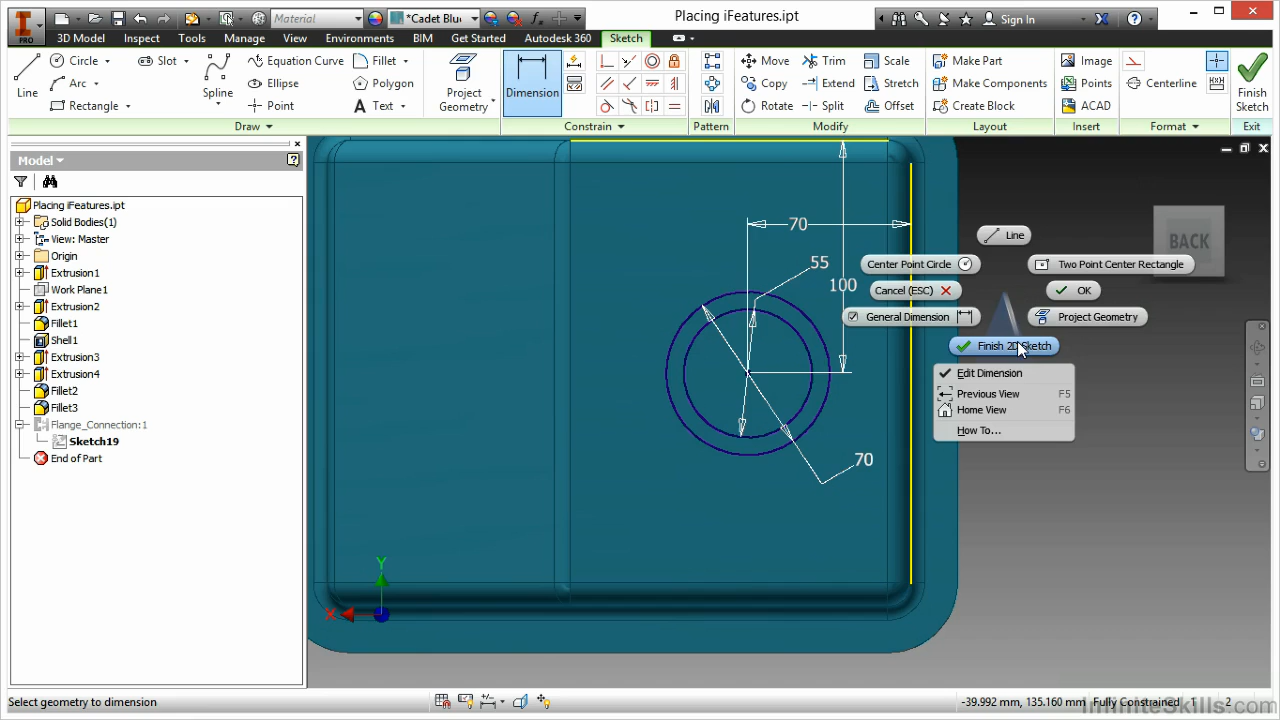 Placing iFeatures.ipt
PRO
Material
*Cadet Blu
Sign In
3D Model
Inspect
Tools
Manage
View
Environments
BIM
Get Started
Autodesk 360
Sketch
Line
Circle
Arc
Rectangle
Slot
Spline
Equation Curve
Ellipse
Point
Fillet
Polygon
Text
Project
Geometry
Dimension
Move
Copy
Rotate
Trim
Extend
Split
Scale
Stretch
Offset
Make Part
Make Components
Create Block
Image
Points
ACAD
Centerline
Finish
Sketch
Draw
Constrain
Pattern
Modify
Layout
Insert
Format
Exit
Model
Placing iFeatures.ipt
Solid Bodies(1)
View: Master
Origin
Extrusion1
Work Plane1
Extrusion2
Fillet1
Shell1
Extrusion3
Extrusion4
Fillet2
Fillet3
Flange_Connection:1
Sketch19
End of Part
70
55
100
70
Y
X
BACK
Line
Center Point Circle
Two Point Center Rectangle
Cancel (ESC)
OK
General Dimension
Project Geometry
Finish 2D Sketch
Edit Dimension
Previous View F5
Home View F6
How To...
Select geometry to dimension
-39.992 mm, 135.160 mm Fully Constrained 1 2
InfiniteSkills.com